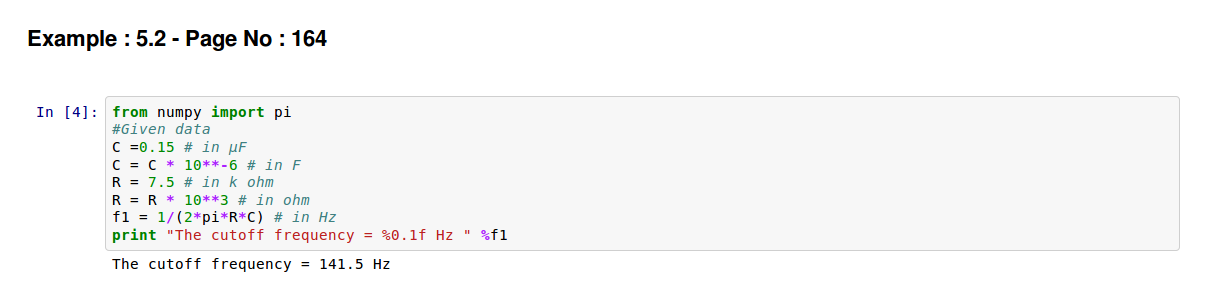 Example : 5.2 - Page No : 164
In [4]: from numpy import pi
#Given data
C =0.15 # in μF
C = C * 10**-6 # in F
R = 7.5 # in k ohm
R = R * 10**3 # in ohm
f1 = 1/(2*pi*R*C) # in Hz
print "The cutoff frequency = %0.1f Hz " %f1
The cutoff frequency = 141.5 Hz